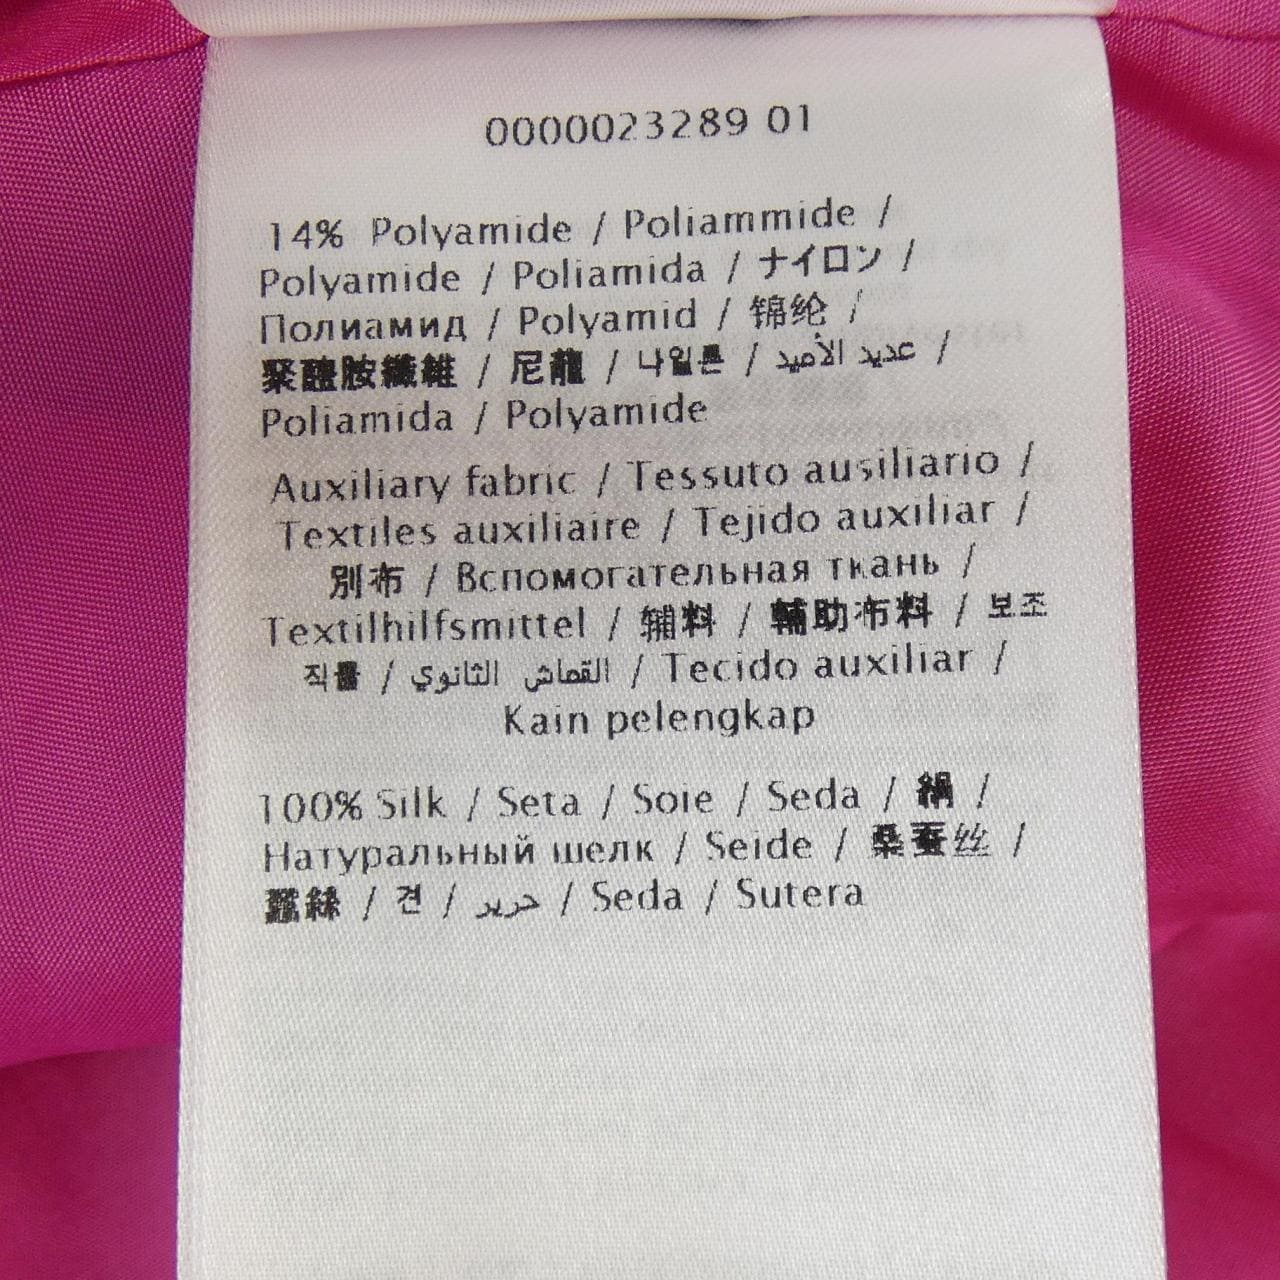 0000023289 01
14% Polyamide / Poliammide /
Polyamide / Poliamida / ナイロン /
Полиамид / Polyamid / 锦纶 /
聚醯胺纖維 / 尼龍 / 나일론 / عديد الأميد /
Poliamida / Polyamide
Auxiliary fabric / Tessuto ausiliario /
Textiles auxiliaire / Tejido auxiliar /
別布 / Вспомогательная ткань /
Textilhilfsmittel / 辅料 / 輔助布料 / 보조
직물 / القماش الثانوي / Tecido auxiliar /
Kain pelengkap
100% Silk / Seta / Soie / Seda / 絹 /
Натуральный шелк / Seide / 桑蚕丝 /
蠶絲 / 견 / حرير / Seda / Sutera